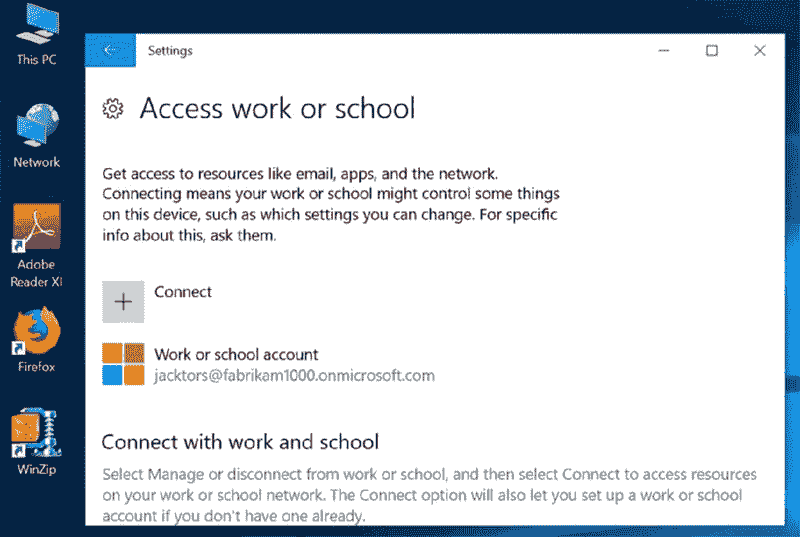 This PC
Network
Adobe
Reader XI
Firefox
WinZip
Settings
Access work or school
Get access to resources like email, apps, and the network.
Connecting means your work or school might control some things
on this device, such as which settings you can change. For specific
info about this, ask them.
Connect
Work or school account
jacktors@fabrikam1000.onmicrosoft.com
Connect with work and school
Select Manage or disconnect from work or school, and then select Connect to access resources
on your work or school network. The Connect option will also let you set up a work or school
account if you don't have one already.